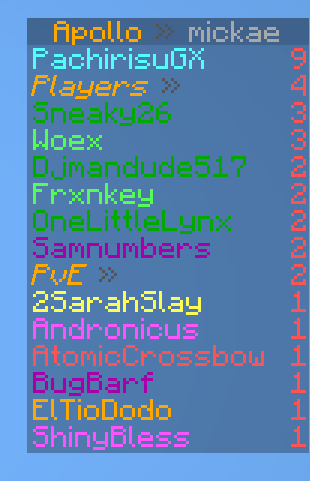 Apollo » mickae
PachirisuGX 9
Players » 4
Sneaky26 3
Woex 3
Djmandude517 2
Frxnkey 2
OneLittleLynx 2
Samnumbers 2
PvE » 2
2SarahSlay 1
Andronicus 1
AtomicCrossbow 1
BugBarf 1
ElTioDodo 1
ShinyBless 1